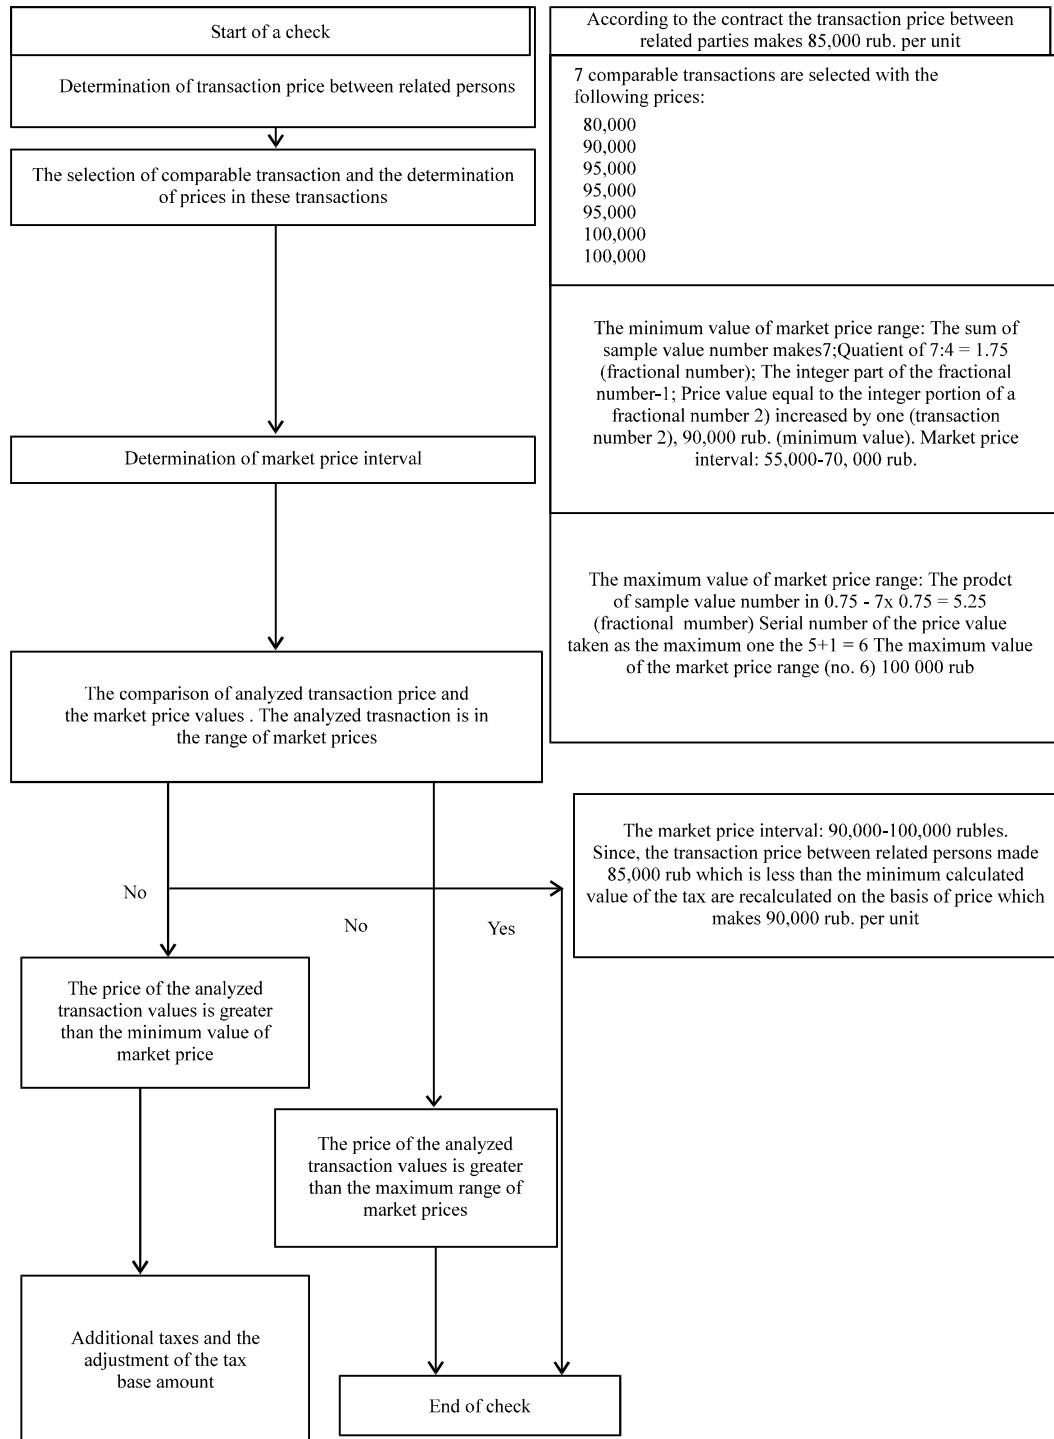 Start of a check
Determination of transaction price between related persons
The selection of comparable transaction and the determination
of prices in these transactions
Determination of market price interval
The comparison of analyzed transaction price and
the market price values . The analyzed trasnaction is in
the range of market prices
No
No
Yes
The price of the analyzed
transaction values is greater
than the minimum value of
market price
The price of the analyzed
transaction values is greater
than the maximum range of
market prices
Additional taxes and the
adjustment of the tax
base amount
End of check
According to the contract the transaction price between
related parties makes 85,000 rub. per unit
7 comparable transactions are selected with the
following prices:
80,000
90,000
95,000
95,000
95,000
100,000
100,000
The minimum value of market price range: The sum of
sample value number makes7;Quatient of 7:4 = 1.75
(fractional number); The integer part of the fractional
number-1; Price value equal to the integer portion of a
fractional number 2) increased by one (transaction
number 2), 90,000 rub. (minimum value). Market price
interval: 55,000-70, 000 rub.
The maximum value of market price range: The prodct
of sample value number in 0.75 - 7x 0.75 = 5.25
(fractional mumber) Serial number of the price value
taken as the maximum one the 5+1 = 6 The maximum value
of the market price range (no. 6) 100 000 rub
The market price interval: 90,000-100,000 rubles.
Since, the transaction price between related persons made
85,000 rub which is less than the minimum calculated
value of the tax are recalculated on the basis of price which
makes 90,000 rub. per unit